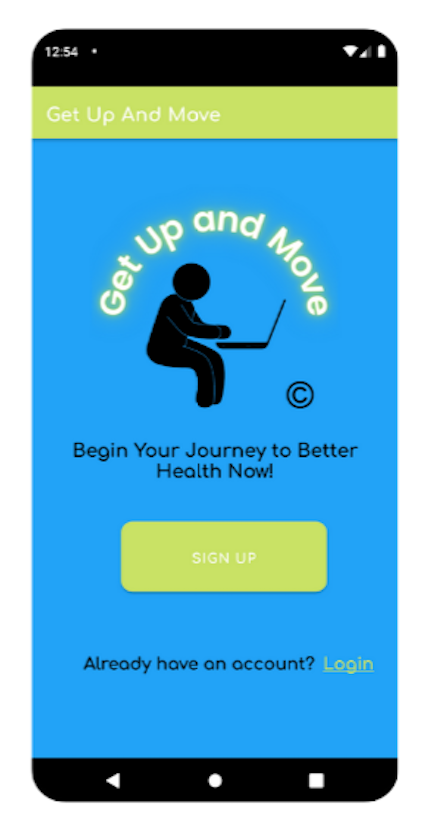 12:54
Get Up And Move
Get Up and Move
©
Begin Your Journey to Better
Health Now!
SIGN UP
Already have an account? Login